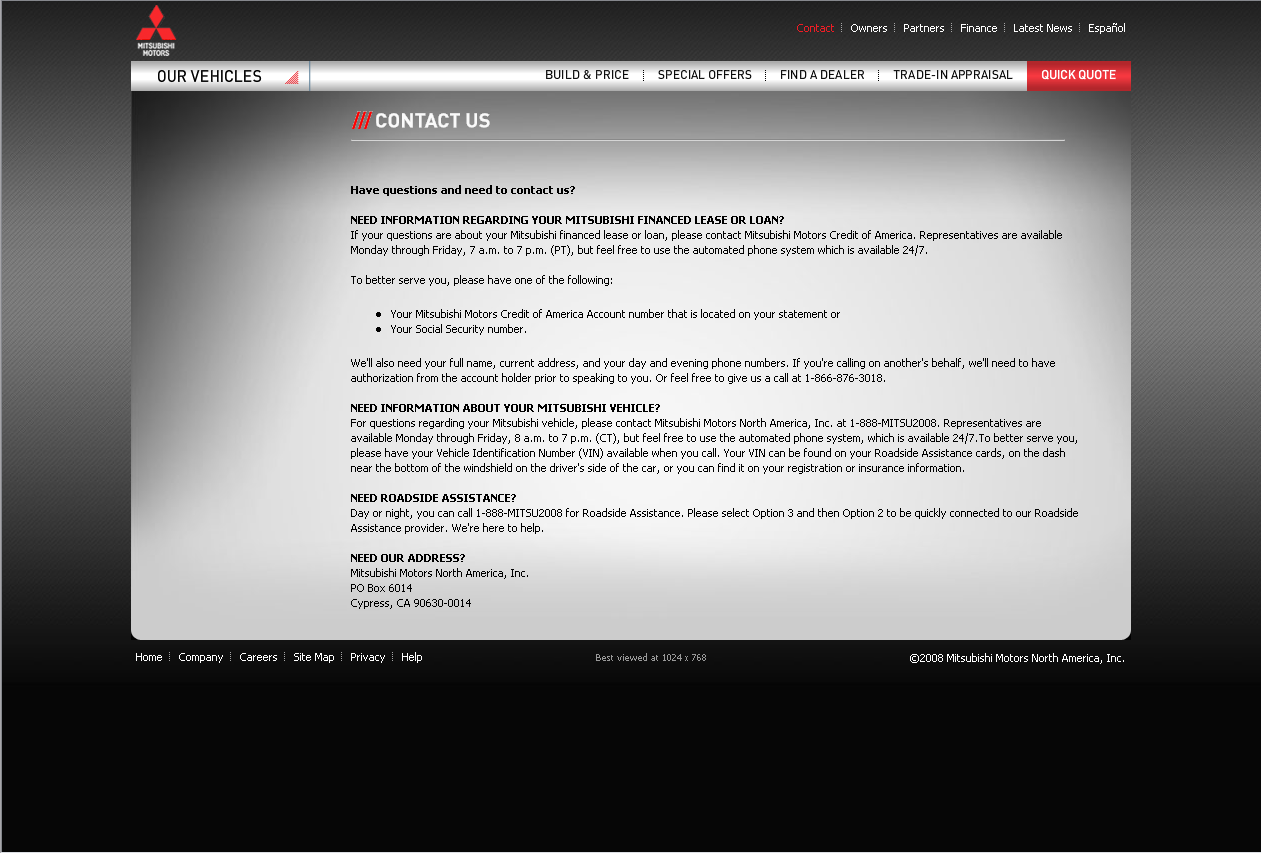 MITSUBISHI
MOTORS
Contact Owners Partners Finance Latest News Español
OUR VEHICLES BUILD & PRICE SPECIAL OFFERS FIND A DEALER TRADE-IN APPRAISAL QUICK QUOTE
/// CONTACT US
Have questions and need to contact us?
NEED INFORMATION REGARDING YOUR MITSUBISHI FINANCED LEASE OR LOAN?
If your questions are about your Mitsubishi financed lease or loan, please contact Mitsubishi Motors Credit of America. Representatives are available
Monday through Friday, 7 a.m. to 7 p.m. (PT), but feel free to use the automated phone system which is available 24/7.
To better serve you, please have one of the following:
• Your Mitsubishi Motors Credit of America Account number that is located on your statement or
• Your Social Security number.
We'll also need your full name, current address, and your day and evening phone numbers. If you're calling on another's behalf, we'll need to have
authorization from the account holder prior to speaking to you. Or feel free to give us a call at 1-866-876-3018.
NEED INFORMATION ABOUT YOUR MITSUBISHI VEHICLE?
For questions regarding your Mitsubishi vehicle, please contact Mitsubishi Motors North America, Inc. at 1-888-MITSU2008. Representatives are
available Monday through Friday, 8 a.m. to 7 p.m. (CT), but feel free to use the automated phone system, which is available 24/7.To better serve you,
please have your Vehicle Identification Number (VIN) available when you call. Your VIN can be found on your Roadside Assistance cards, on the dash
near the bottom of the windshield on the driver's side of the car, or you can find it on your registration or insurance information.
NEED ROADSIDE ASSISTANCE?
Day or night, you can call 1-888-MITSU2008 for Roadside Assistance. Please select Option 3 and then Option 2 to be quickly connected to our Roadside
Assistance provider. We're here to help.
NEED OUR ADDRESS?
Mitsubishi Motors North America, Inc.
PO Box 6014
Cypress, CA 90630-0014
Home Company Careers Site Map Privacy Help Best viewed at 1024 x 768 ©2008 Mitsubishi Motors North America, Inc.